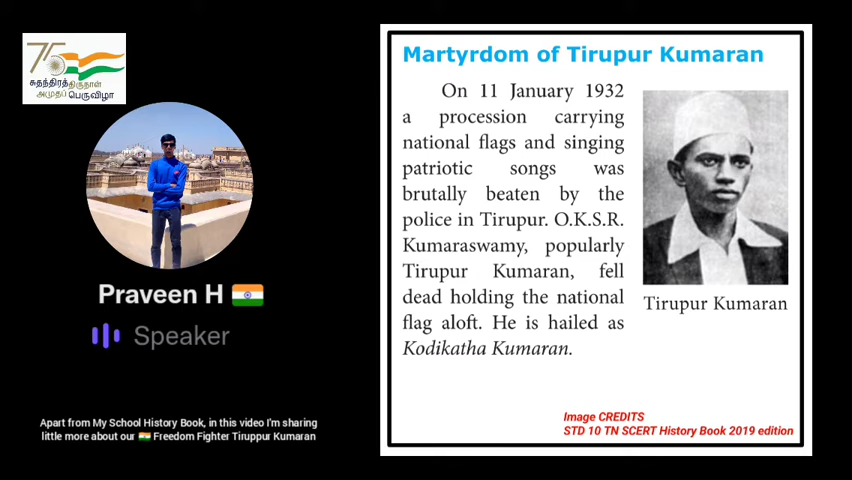 75
சுதந்திரத்திருநாள்
அமுதப்பெருவிழா
Praveen H
Speaker
Apart from My School History Book, in this video I'm sharing
little more about our Freedom Fighter Tiruppur Kumaran
Martyrdom of Tirupur Kumaran
On 11 January 1932
a procession carrying
national flags and singing
patriotic songs was
brutally beaten by the
police in Tirupur. O.K.S.R.
Kumaraswamy, popularly
Tirupur Kumaran, fell
dead holding the national
flag aloft. He is hailed as
Kodikatha Kumaran.
Tirupur Kumaran
Image CREDITS
STD 10 TN SCERT History Book 2019 edition